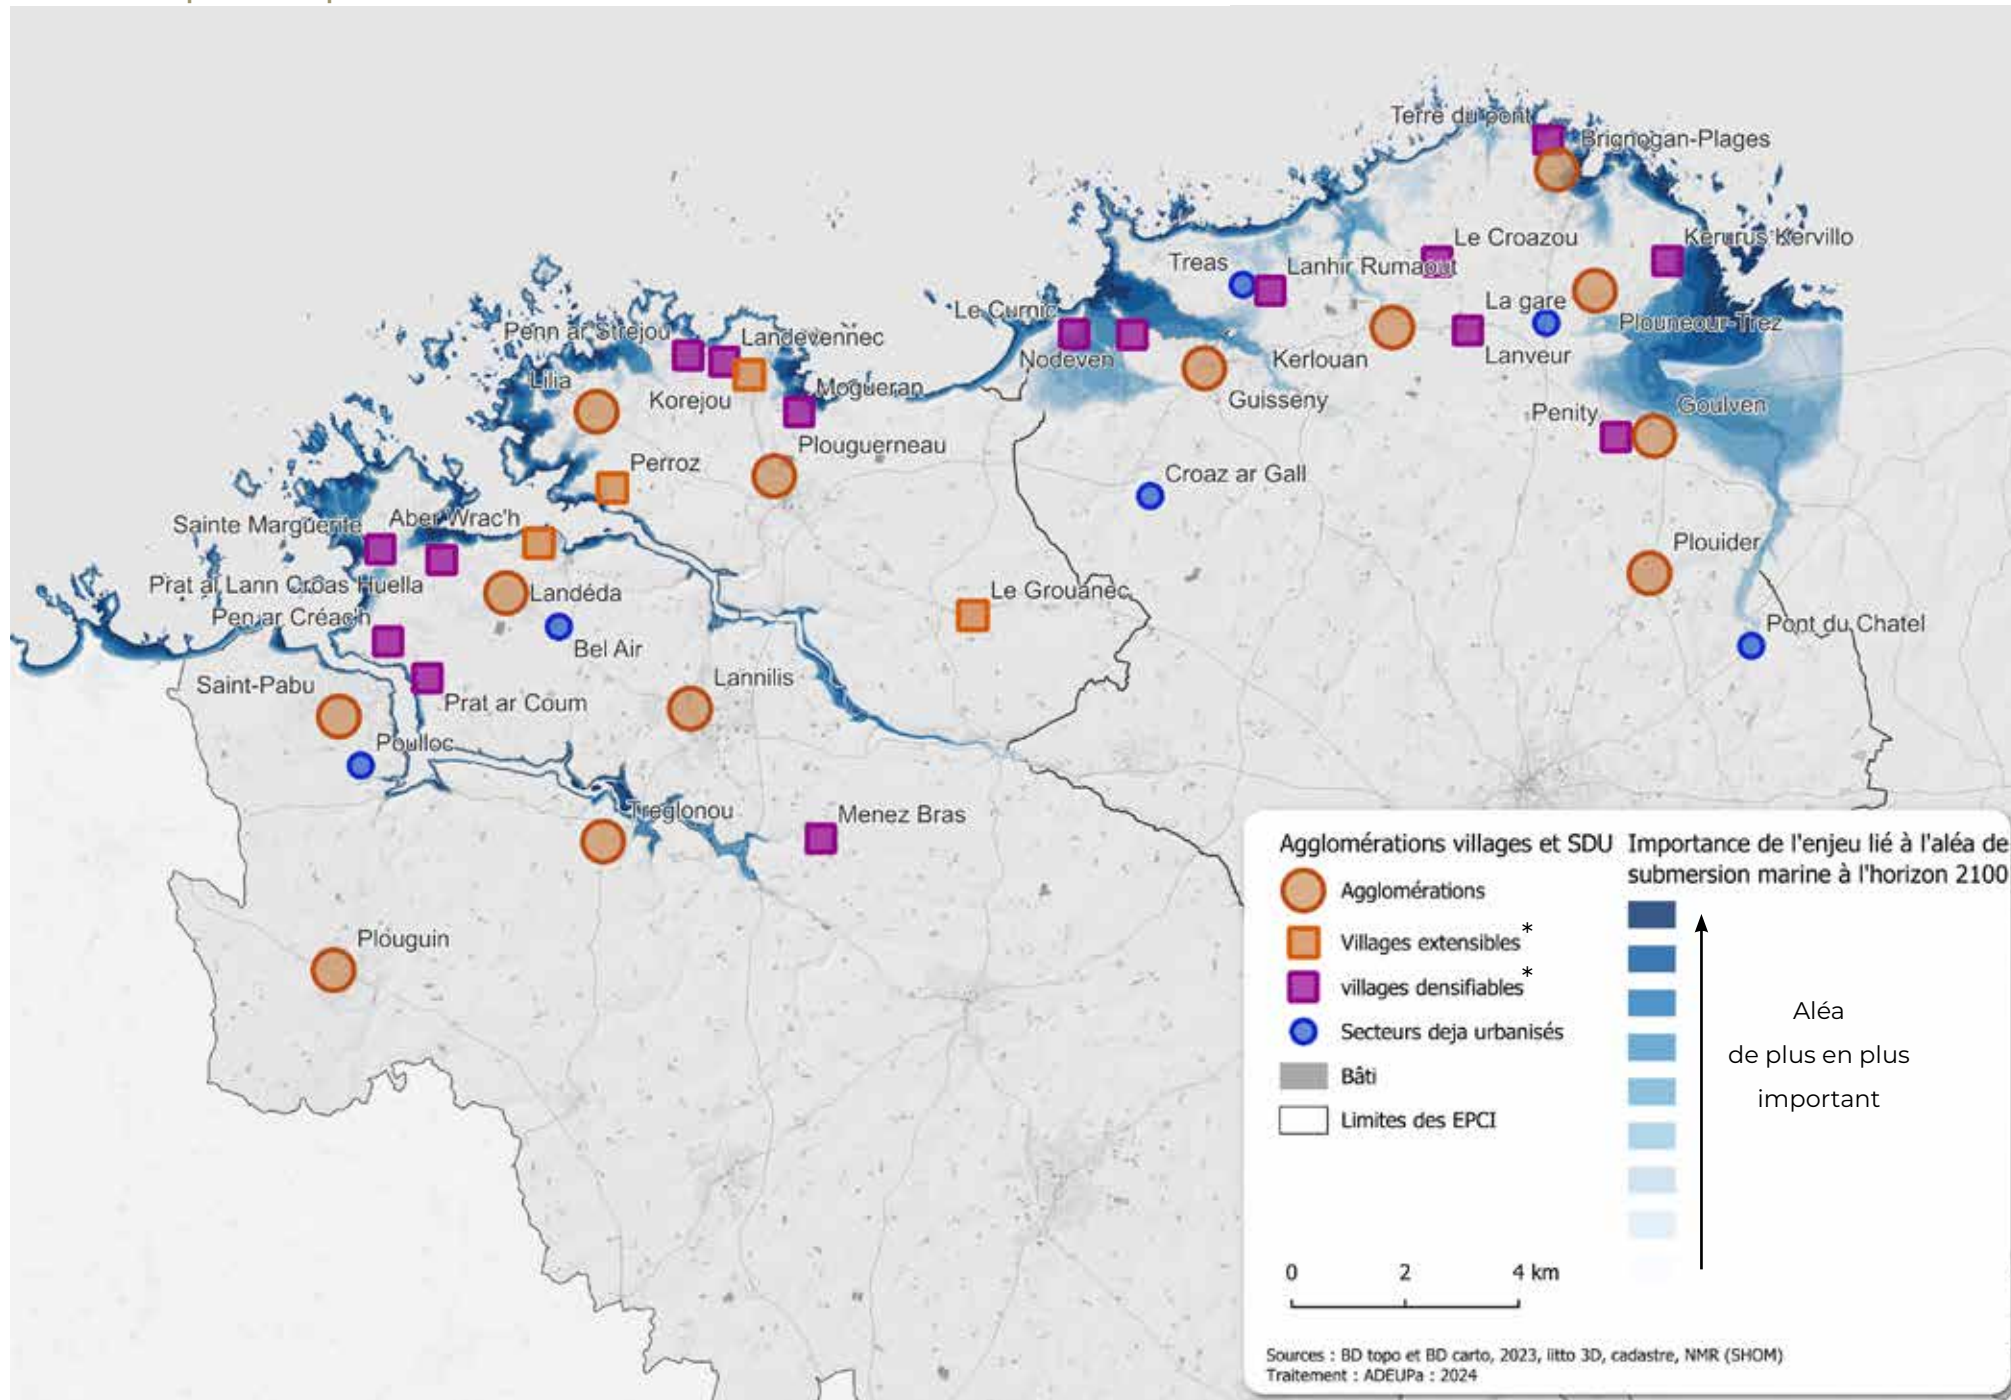 Terre du pont
Brignogan-Plages
Le Croazou
Kerurus Kervillo
Treas
Lanhir Rumaout
La gare
Le Curnic
Plouneour-Trez
Penn ar Strejou
Landevennec
Nodeven
Kerlouan
Lanveur
Lilia
Korejou
Mogueran
Guisseny
Penity
Goulven
Plouguerneau
Perroz
Croaz ar Gall
Sainte Marguerite
Aber Wrac'h
Plouider
Prat al Lann Croas Huella
Landéda
Le Grouanec
Pen ar Créac'h
Bel Air
Pont du Chatel
Saint-Pabu
Lannilis
Prat ar Coum
Poulloc
Treglonou
Menez Bras
Plouguin
Agglomérations villages et SDU
Agglomérations
Villages extensibles*
villages densifiables*
Secteurs deja urbanisés
Bâti
Limites des EPCI
Importance de l'enjeu lié à l'aléa de
submersion marine à l'horizon 2100
Aléa
de plus en plus
important
0 2 4 km
Sources : BD topo et BD carto, 2023, litto 3D, cadastre, NMR (SHOM)
Traitement : ADEUPa : 2024